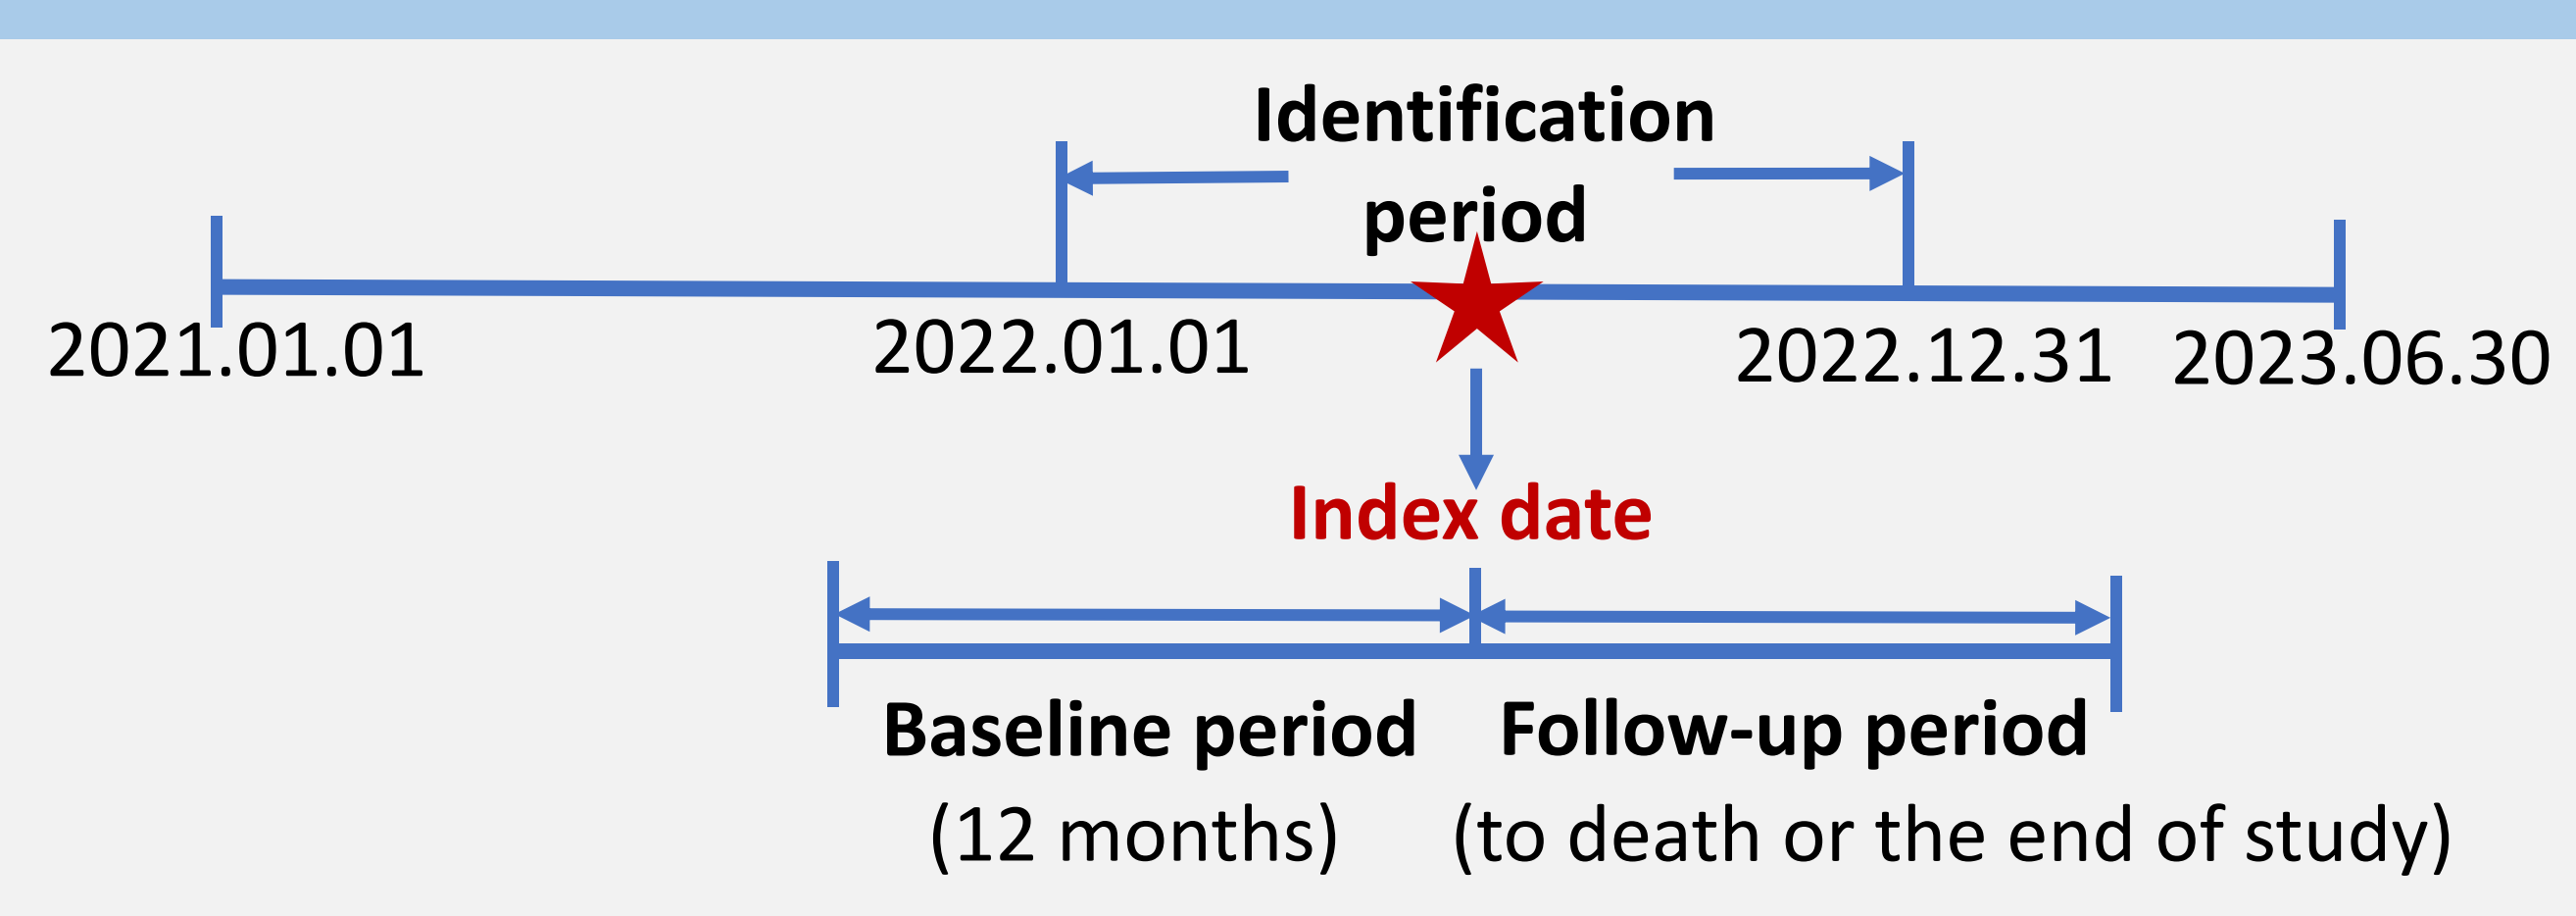 Identification
period
2021.01.01
2022.01.01
2022.12.31
2023.06.30
Index date
Baseline period
(12 months)
Follow-up period
(to death or the end of study)